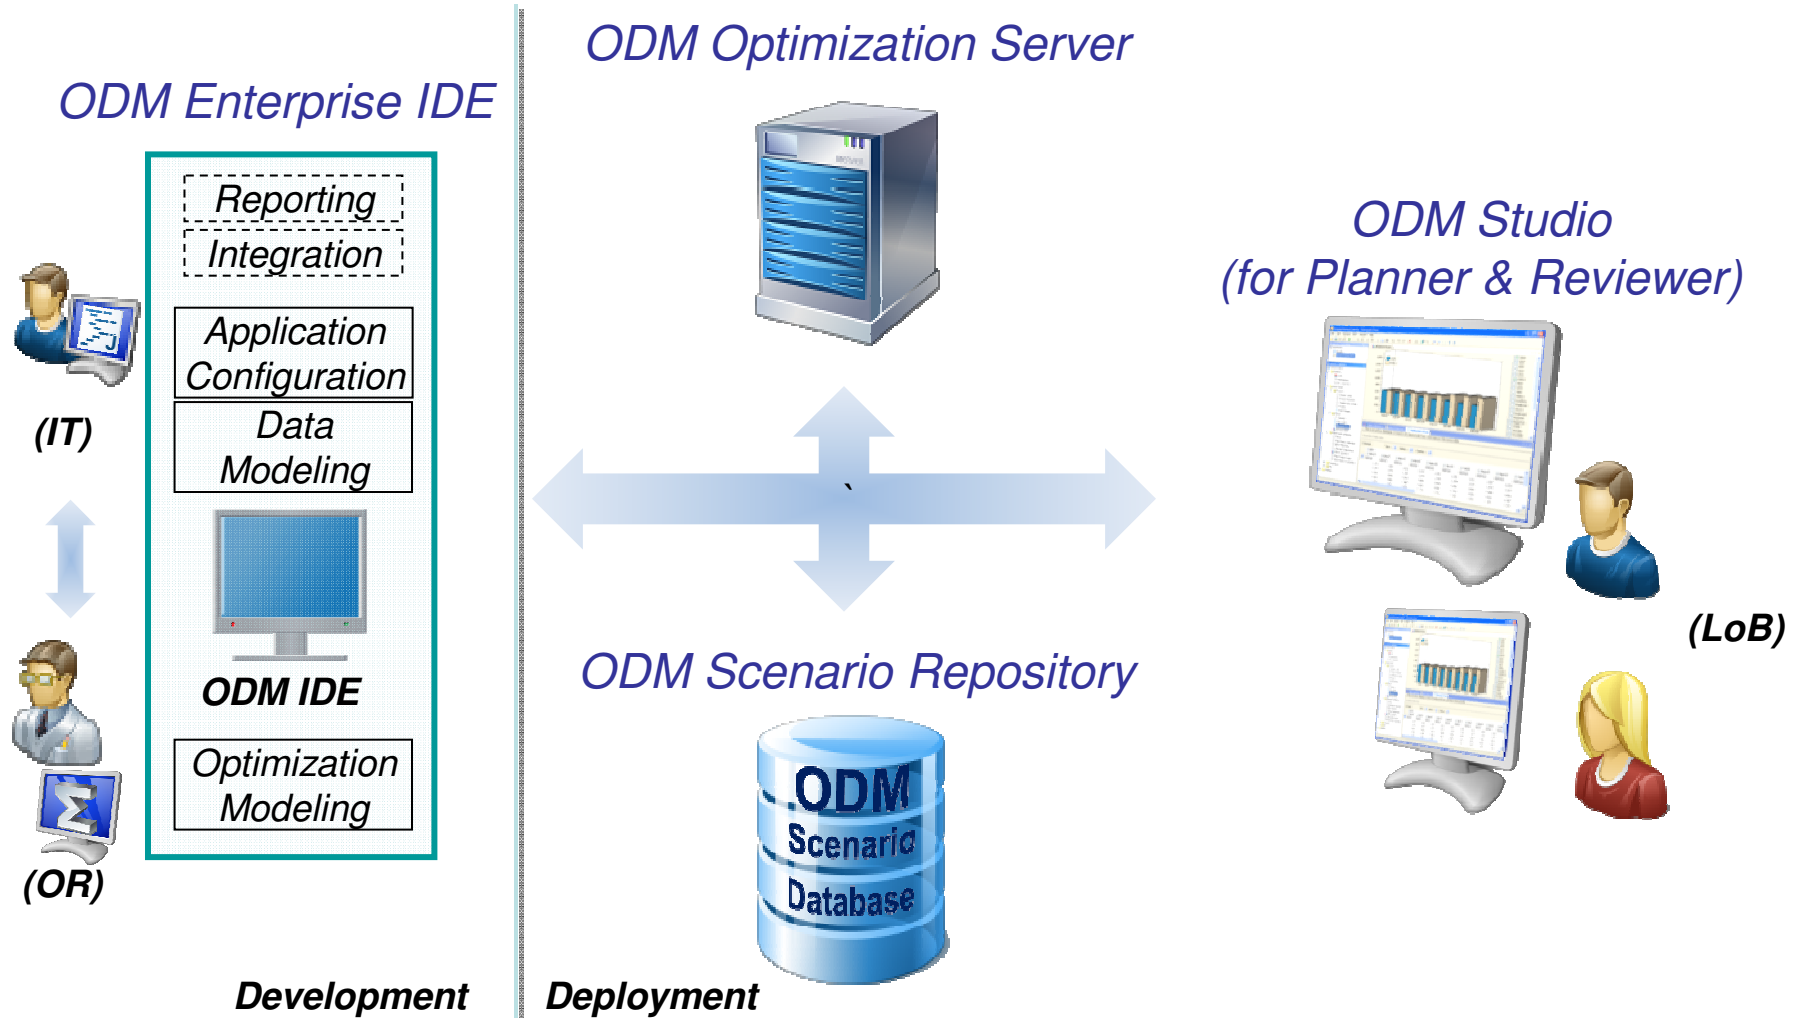 ODM Enterprise IDE
Reporting
Integration
Application
Configuration
Data
Modeling
ODM IDE
Optimization
Modeling
(IT)
(OR)
Development
ODM Optimization Server
`
ODM Scenario Repository
ODM
Scenario
Database
Deployment
ODM Studio
(for Planner & Reviewer)
(LoB)